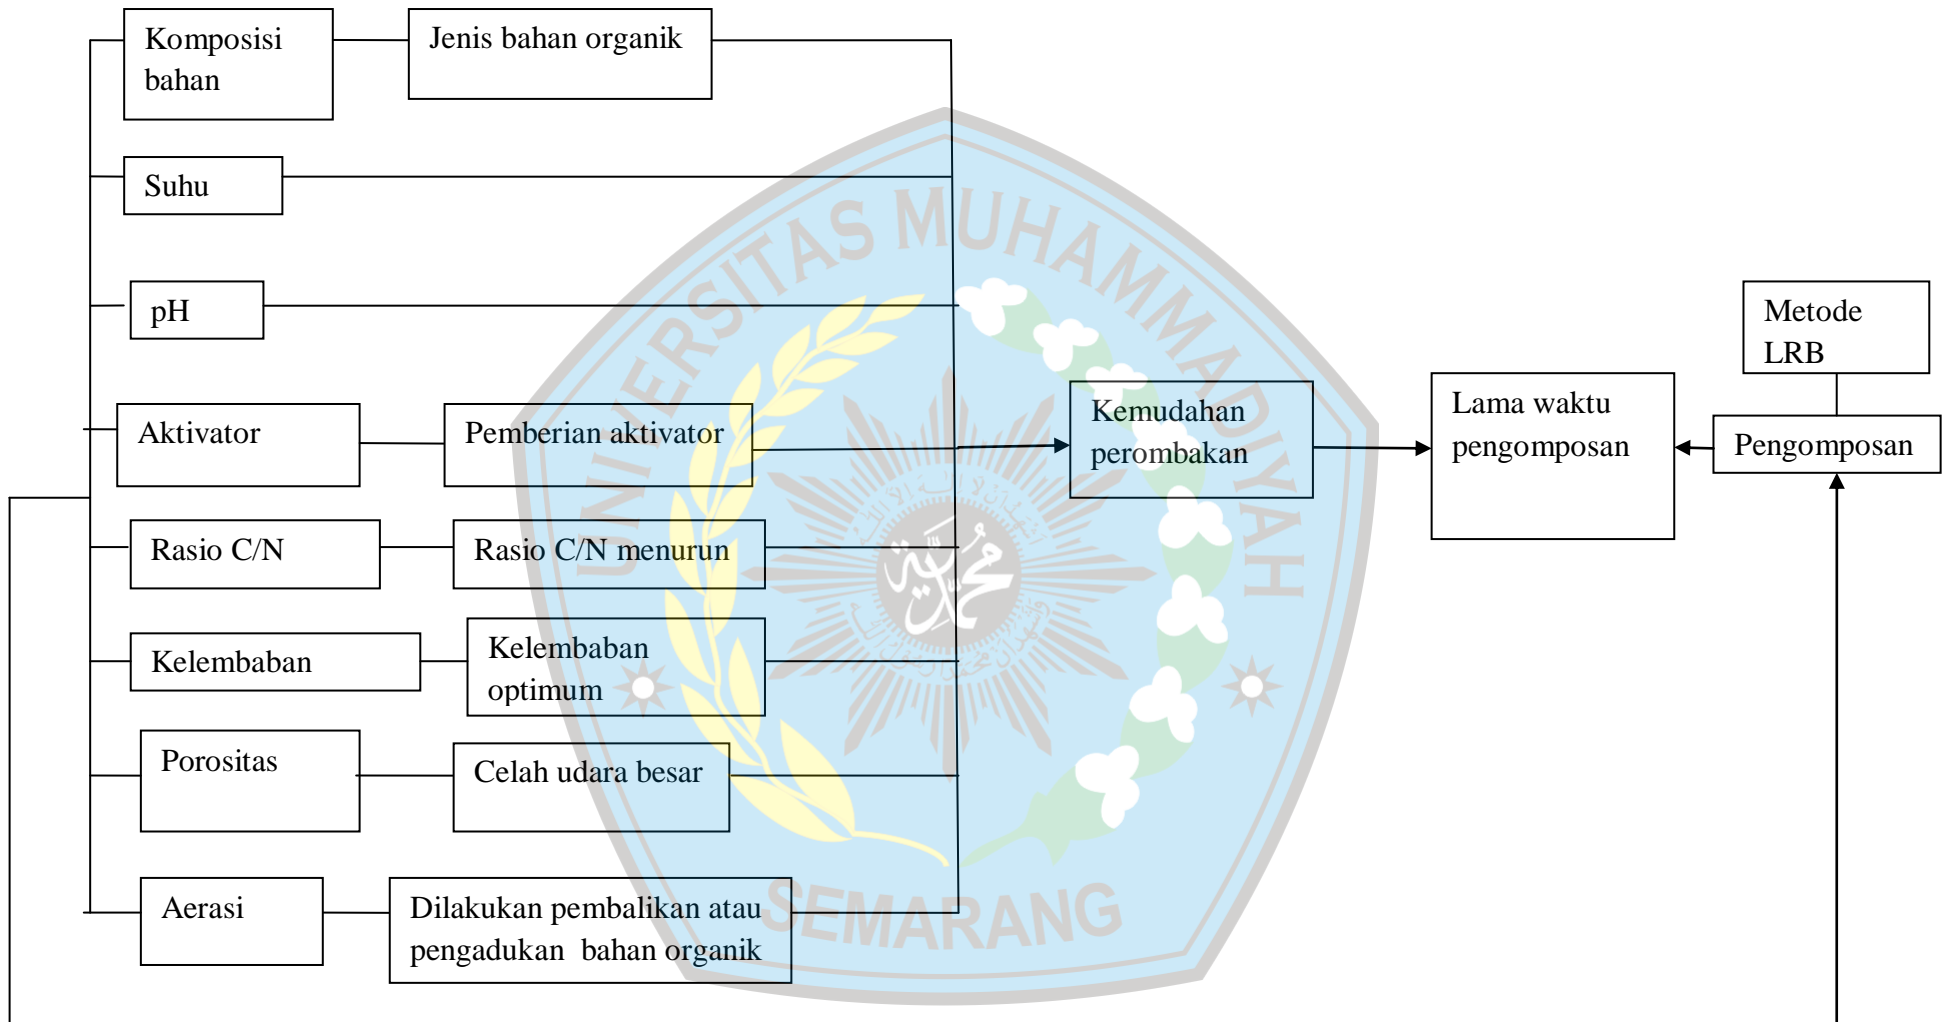 Komposisi
bahan
Jenis bahan organik
Suhu
pH
Aktivator
Pemberian aktivator
Rasio C/N
Rasio C/N menurun
Kelembaban
Kelembaban
optimum
Porositas
Celah udara besar
Aerasi
Dilakukan pembalikan atau
pengadukan bahan organik
Kemudahan
perombakan
Lama waktu
pengomposan
Metode
LRB
Pengomposan
UNIVERSITAS MUHAMMADIYAH
SEMARANG
محمدية